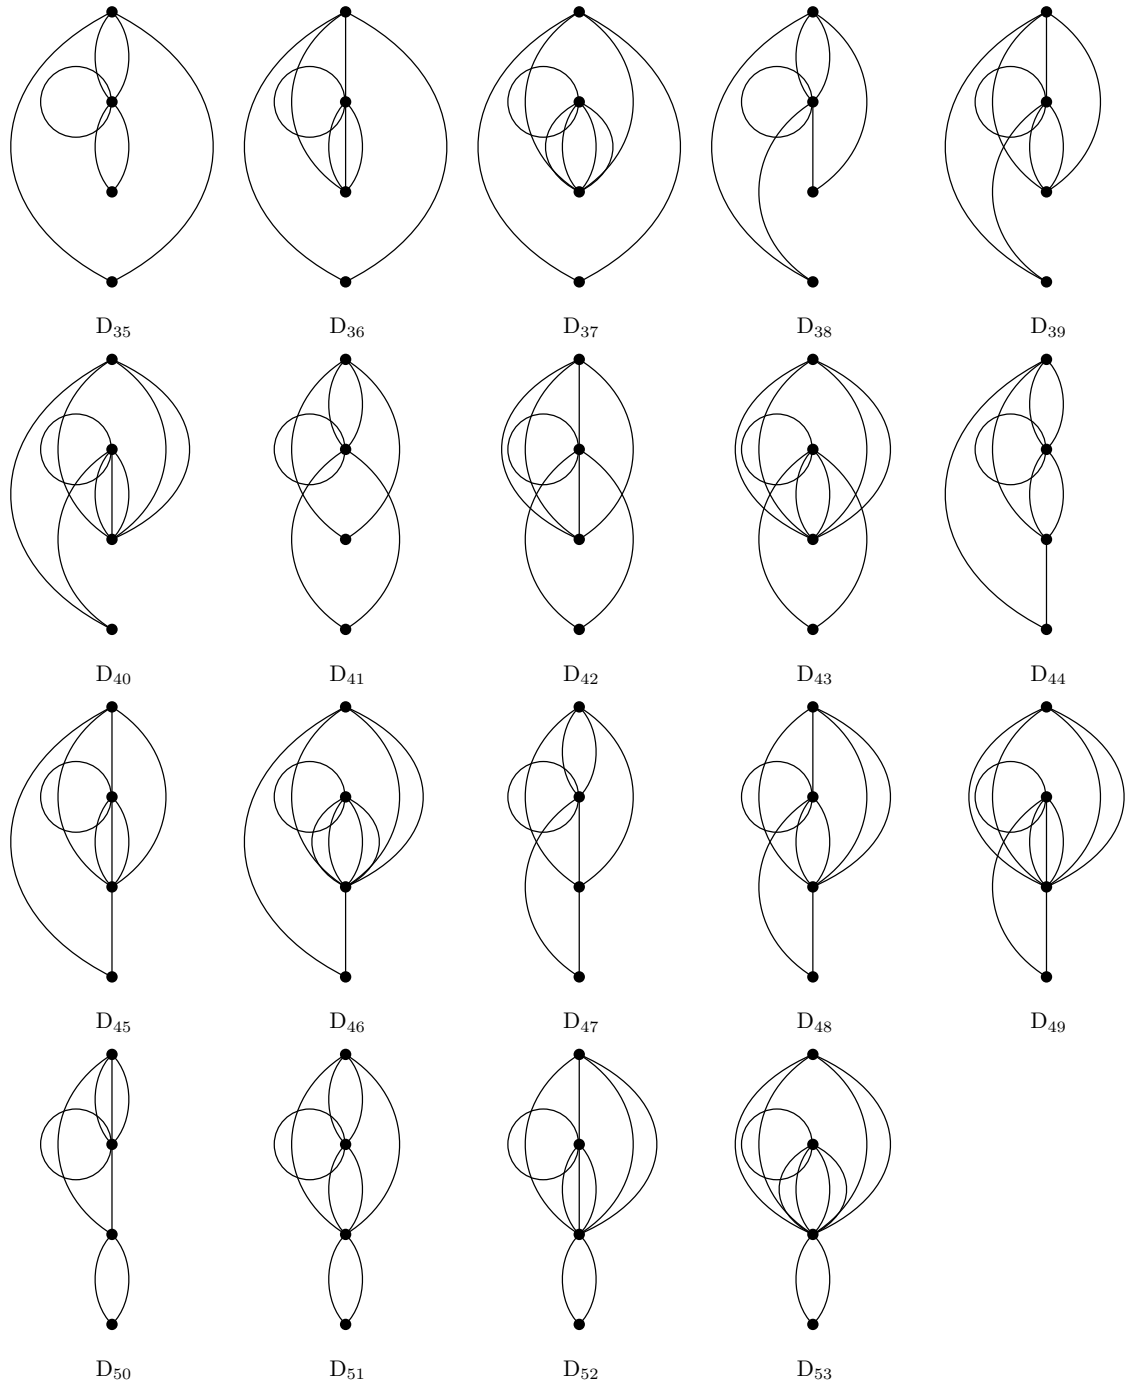 D₃₅ D₃₆ D₃₇ D₃₈ D₃₉
D₄₀ D₄₁ D₄₂ D₄₃ D₄₄
D₄₅ D₄₆ D₄₇ D₄₈ D₄₉
D₅₀ D₅₁ D₅₂ D₅₃